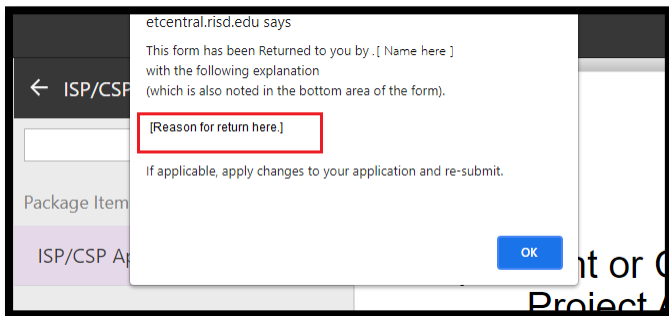 etcentral.risd.edu says
This form has been Returned to you by .[ Name here ]
with the following explanation
(which is also noted in the bottom area of the form).
[Reason for return here.]
If applicable, apply changes to your application and re-submit.
OK
← ISP/CSP
Package Item
ISP/CSP
nt or
Project